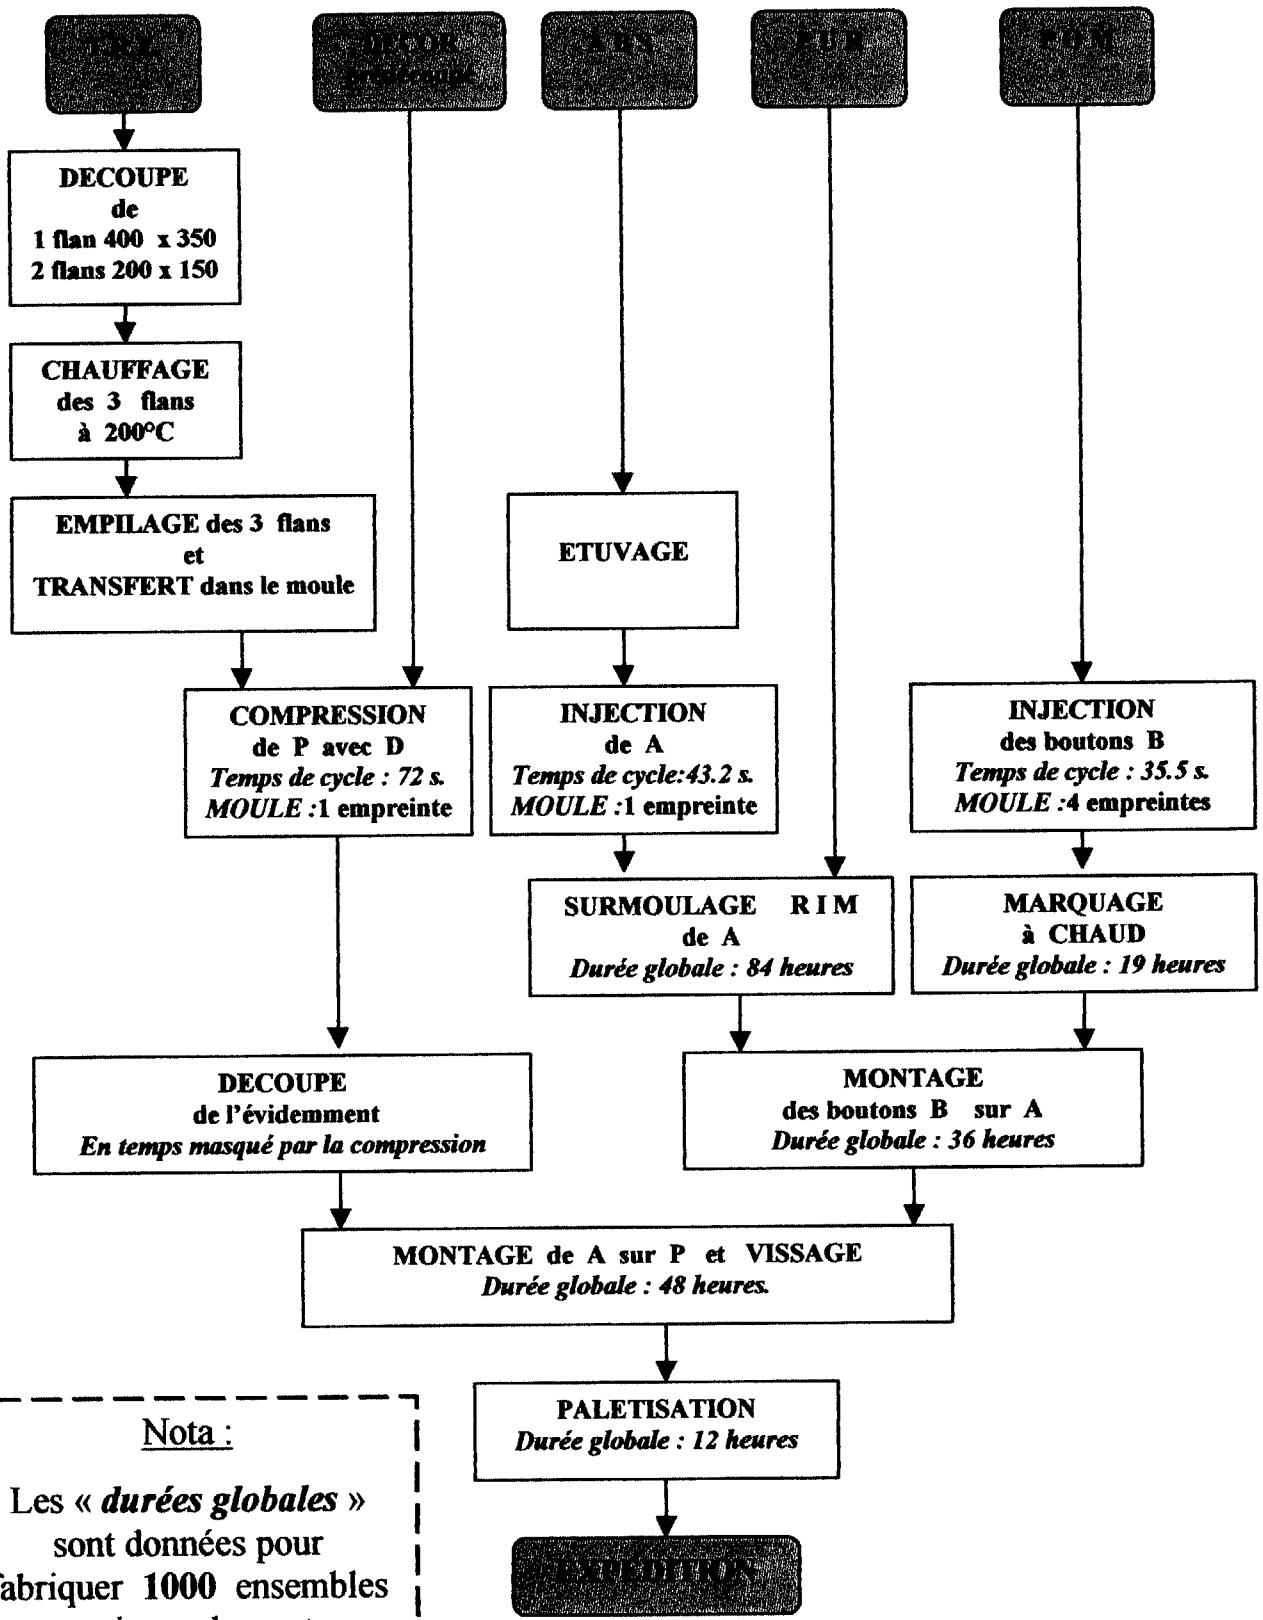 DECOR
prédécoupé
A B S
P U R
P O M
DECOUPE
de
1 flan 400 x 350
2 flans 200 x 150
CHAUFFAGE
des 3 flans
à 200°C
EMPILAGE des 3 flans
et
TRANSFERT dans le moule
ETUVAGE
COMPRESSION
de P avec D
Temps de cycle : 72 s.
MOULE :1 empreinte
INJECTION
de A
Temps de cycle:43.2 s.
MOULE :1 empreinte
INJECTION
des boutons B
Temps de cycle : 35.5 s.
MOULE :4 empreintes
SURMOULAGE R I M
de A
Durée globale : 84 heures
MARQUAGE
à CHAUD
Durée globale : 19 heures
DECOUPE
de l'évidemment
En temps masqué par la compression
MONTAGE
des boutons B sur A
Durée globale : 36 heures
MONTAGE de A sur P et VISSAGE
Durée globale : 48 heures.
PALETISATION
Durée globale : 12 heures
EXPÉDITION
Nota :
Les « durées globales »
sont données pour
fabriquer 1000 ensembles